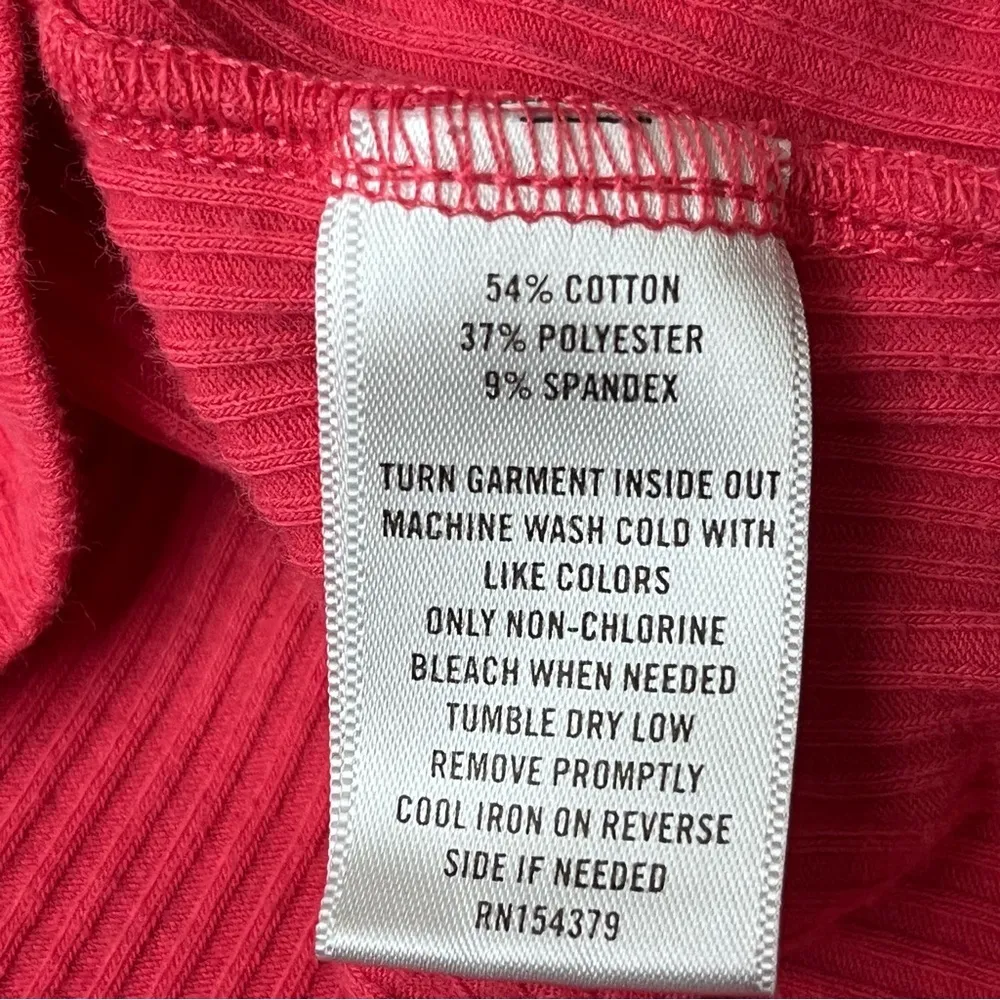 54% COTTON
37% POLYESTER
9% SPANDEX
TURN GARMENT INSIDE OUT
MACHINE WASH COLD WITH
LIKE COLORS
ONLY NON-CHLORINE
BLEACH WHEN NEEDED
TUMBLE DRY LOW
REMOVE PROMPTLY
COOL IRON ON REVERSE
SIDE IF NEEDED
RN154379